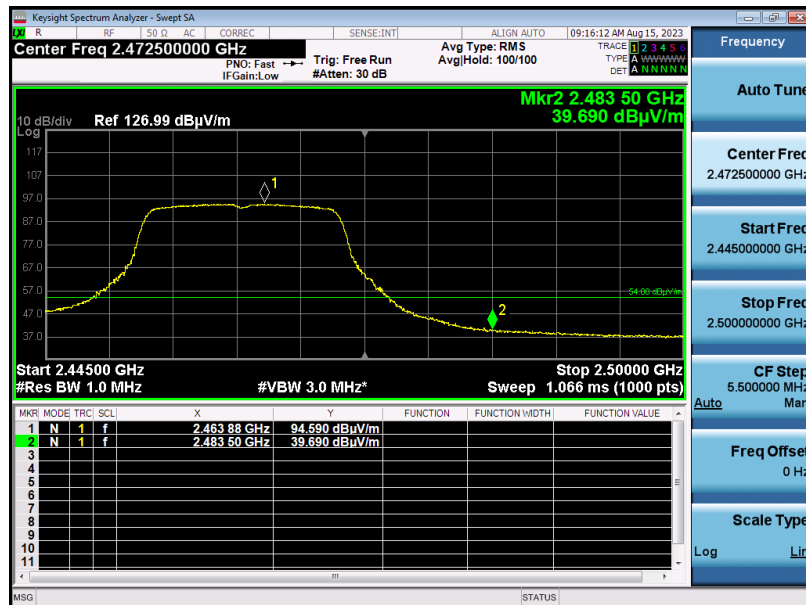 Keysight Spectrum Analyzer - Swept SA
LXI R RF 50 Ω AC CORREC SENSE:INT ALIGN AUTO 09:16:12 AM Aug 15, 2023
Center Freq 2.472500000 GHz
PNO: Fast
IFGain:Low
Trig: Free Run
#Atten: 30 dB
Avg Type: RMS
Avg|Hold: 100/100
TRACE 1 2 3 4 5 6
TYPE A WWWWW
DET A N N N N N
Mkr2 2.483 50 GHz
39.690 dBµV/m
10 dB/div Ref 126.99 dBµV/m
Log
117
107
97.0
87.0
77.0
67.0
57.0
47.0
37.0
1
2
54.00 dBµV/m
Start 2.44500 GHz Stop 2.50000 GHz
#Res BW 1.0 MHz #VBW 3.0 MHz* Sweep 1.066 ms (1000 pts)
MKR MODE TRC SCL X Y FUNCTION FUNCTION WIDTH FUNCTION VALUE
1 N 1 f 2.463 88 GHz 94.590 dBµV/m
2 N 1 f 2.483 50 GHz 39.690 dBµV/m
3
4
5
6
7
8
9
10
11
MSG STATUS
Frequency
Auto Tune
Center Freq
2.472500000 GHz
Start Freq
2.445000000 GHz
Stop Freq
2.500000000 GHz
CF Step
5.500000 MHz
Auto Man
Freq Offset
0 Hz
Scale Type
Log Lin